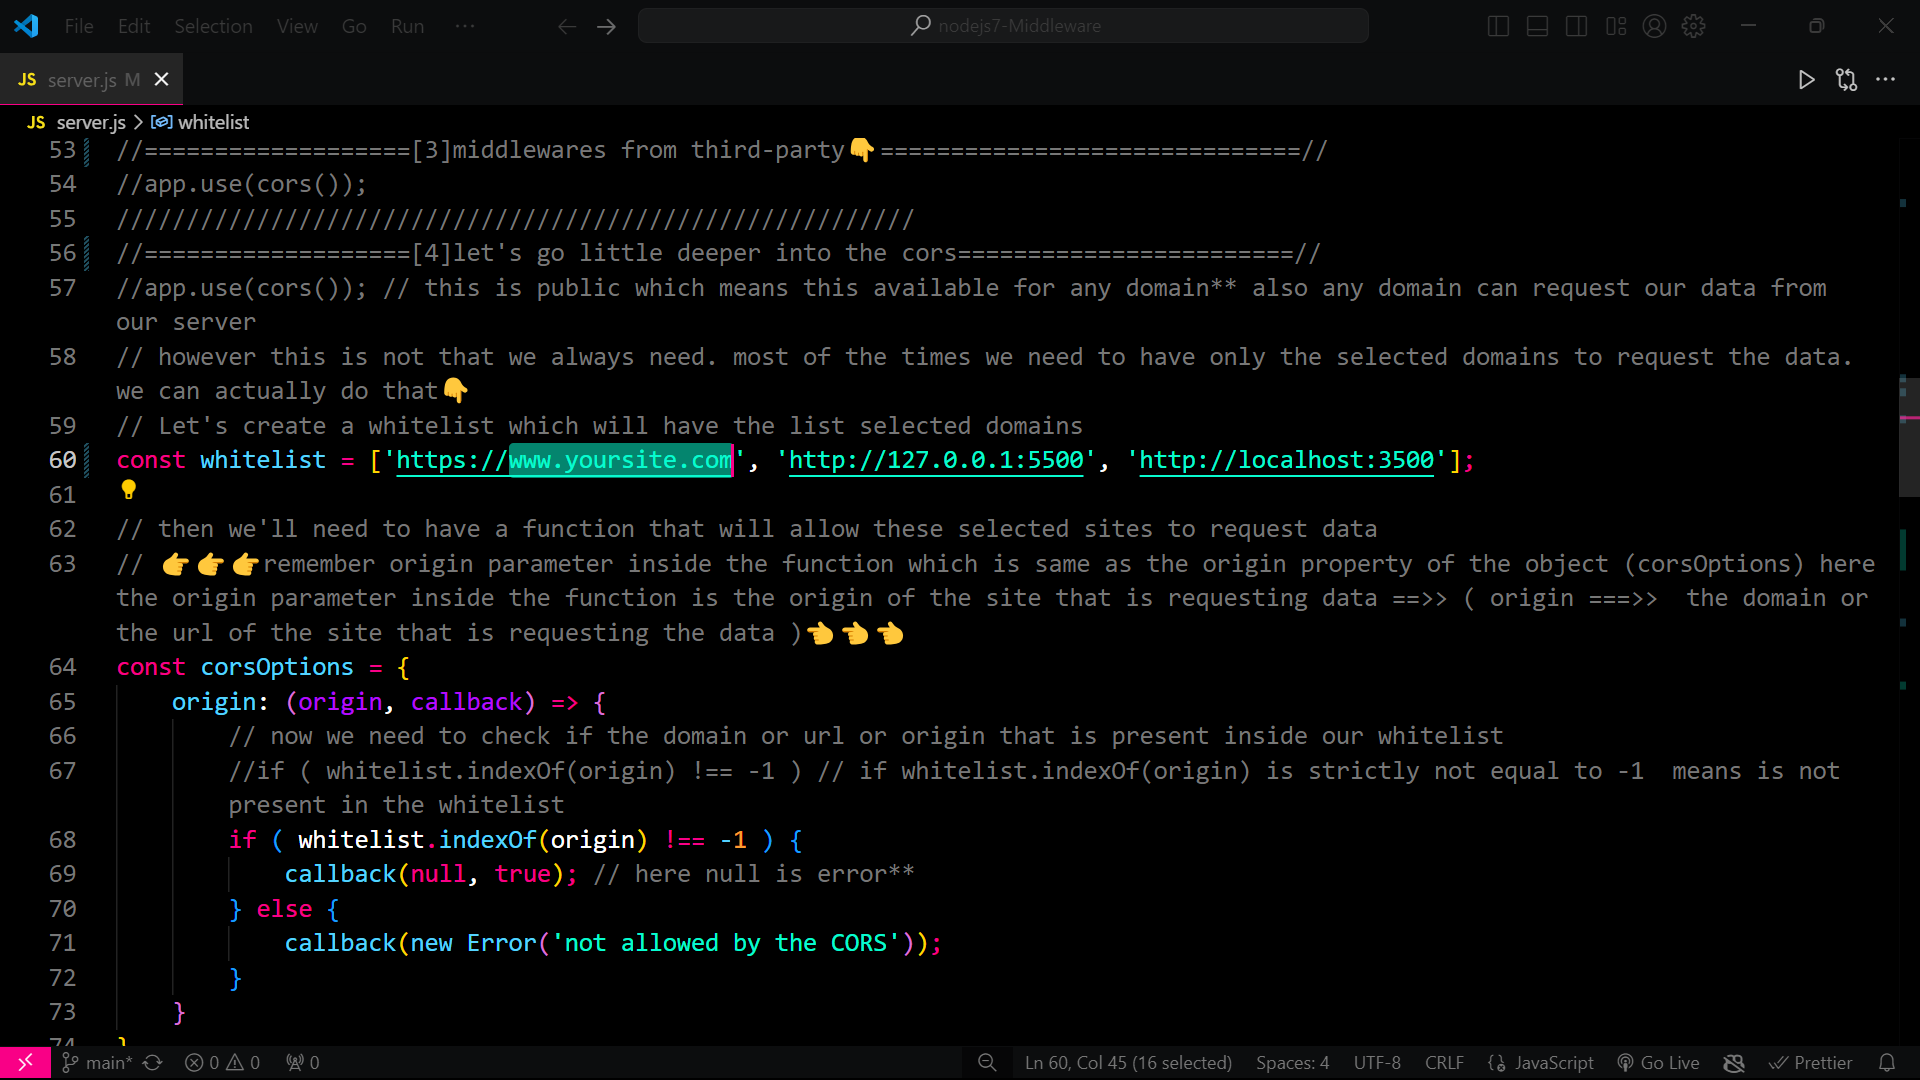 File Edit Selection View Go Run ··· nodejs7-Middleware
JS server.js M
JS server.js > whitelist
53 //===================[3]middlewares from third-party👇==============================//
54 //app.use(cors());
55 /////////////////////////////////////////////////////////
56 //===================[4]let's go little deeper into the cors========================//
57 //app.use(cors()); // this is public which means this available for any domain** also any domain can request our data from
our server
58 // however this is not that we always need. most of the times we need to have only the selected domains to request the data.
we can actually do that👇
59 // Let's create a whitelist which will have the list selected domains
60 const whitelist = ['https://www.yoursite.com', 'http://127.0.0.1:5500', 'http://localhost:3500'];
61
62 // then we'll need to have a function that will allow these selected sites to request data
63 // 👉👉👉remember origin parameter inside the function which is same as the origin property of the object (corsOptions) here
the origin parameter inside the function is the origin of the site that is requesting data ==>> ( origin ===>>  the domain or
the url of the site that is requesting the data )👈👈👈
64 const corsOptions = {
65 origin: (origin, callback) => {
66 // now we need to check if the domain or url or origin that is present inside our whitelist
67 //if ( whitelist.indexOf(origin) !== -1 ) // if whitelist.indexOf(origin) is strictly not equal to -1  means is not
present in the whitelist
68 if ( whitelist.indexOf(origin) !== -1 ) {
69 callback(null, true); // here null is error**
70 } else {
71 callback(new Error('not allowed by the CORS'));
72 }
73 }
74 }
main* 0 0 0 Ln 60, Col 45 (16 selected) Spaces: 4 UTF-8 CRLF JavaScript Go Live Prettier